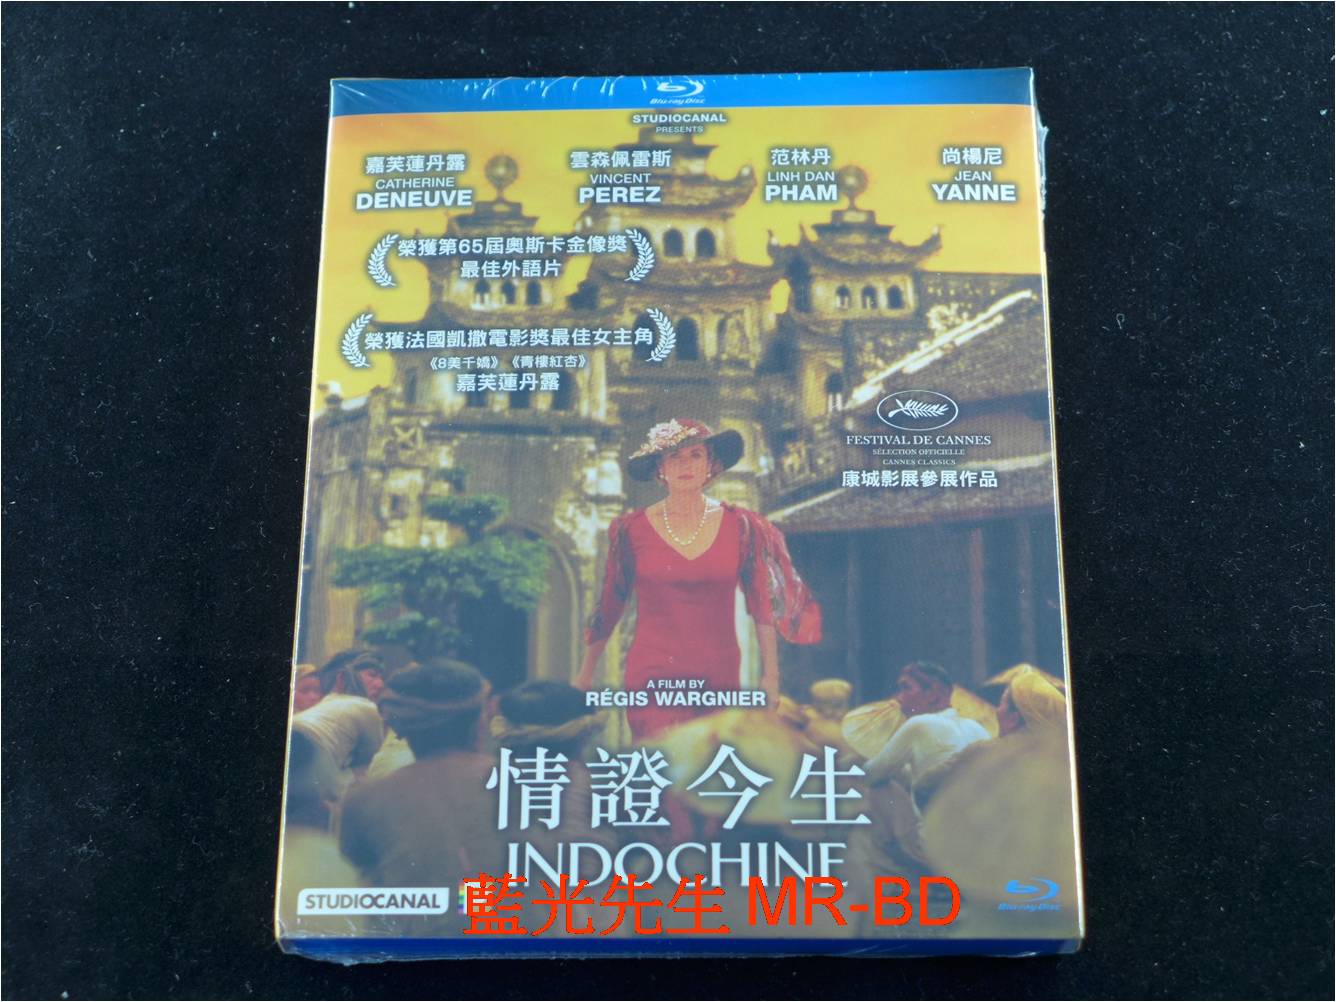 Blu-ray Disc
STUDIOCANAL
PRESENTS
嘉芙蓮丹露
CATHERINE
DENEUVE
雲森佩雷斯
VINCENT
PEREZ
范林丹
LINH DAN
PHAM
尚楊尼
JEAN
YANNE
榮獲第65屆奧斯卡金像獎
最佳外語片
榮獲法國凱撒電影獎最佳女主角
《8美千嬌》《青樓紅杏》
嘉芙蓮丹露
FESTIVAL DE CANNES
SÉLECTION OFFICIELLE
CANNES CLASSICS
康城影展參展作品
A FILM BY
RÉGIS WARGNIER
情證今生
INDOCHINE
STUDIOCANAL
藍光先生 MR-BD
Blu-ray Disc